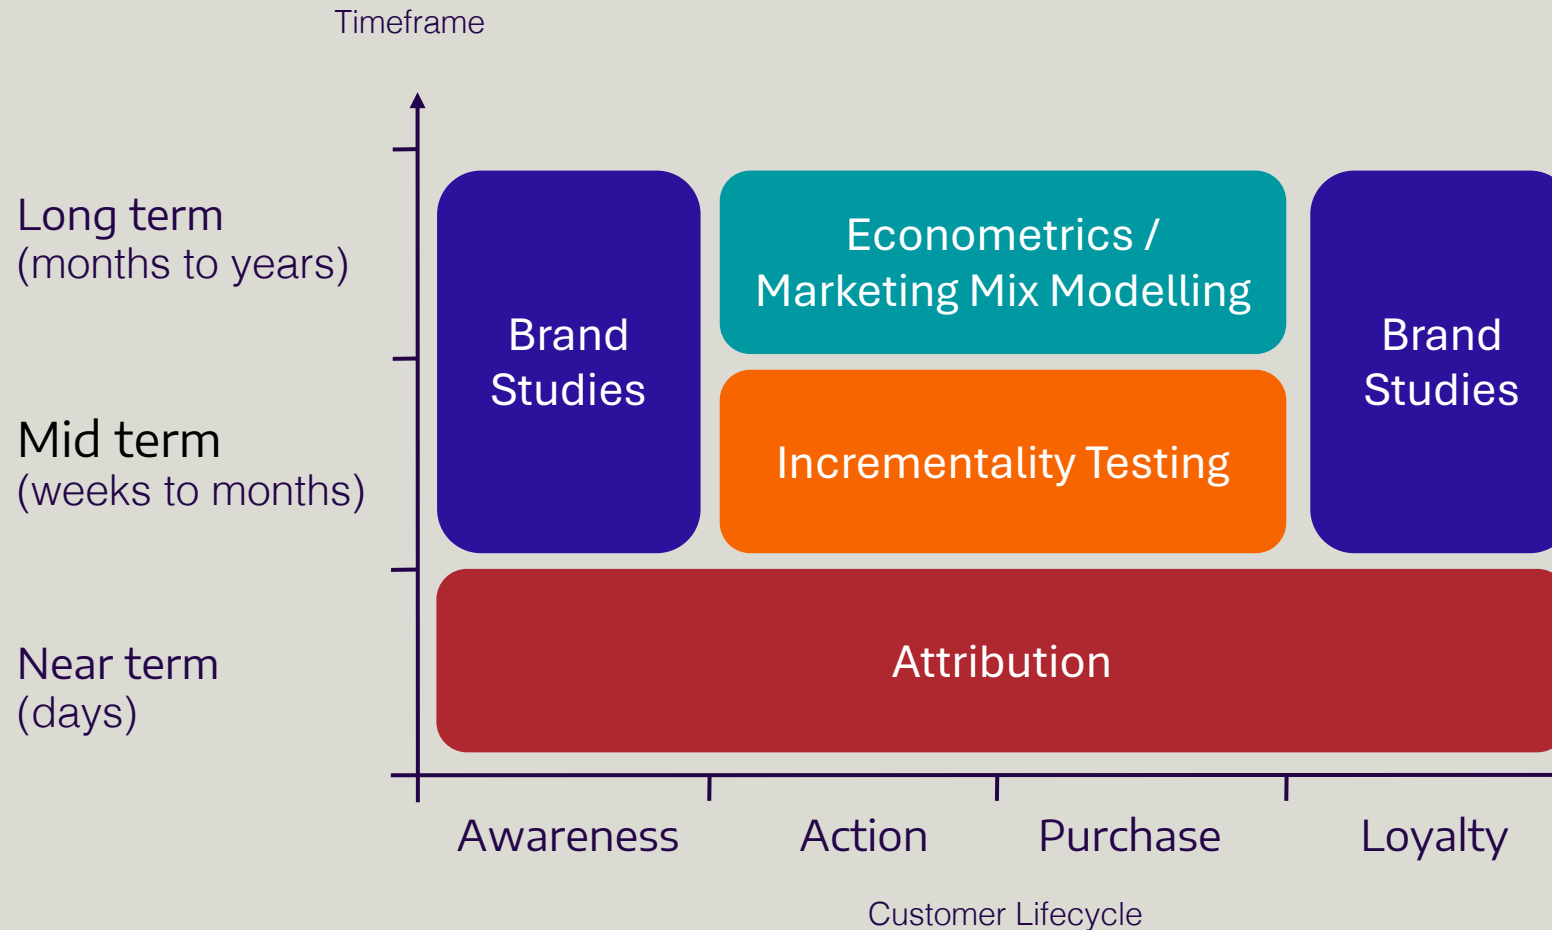 Timeframe
Long term
(months to years)
Econometrics /
Marketing Mix Modelling
Brand
Studies
Brand
Studies
Mid term
(weeks to months)
Incrementality Testing
Near term
(days)
Attribution
Awareness
Action
Purchase
Loyalty
Customer Lifecycle